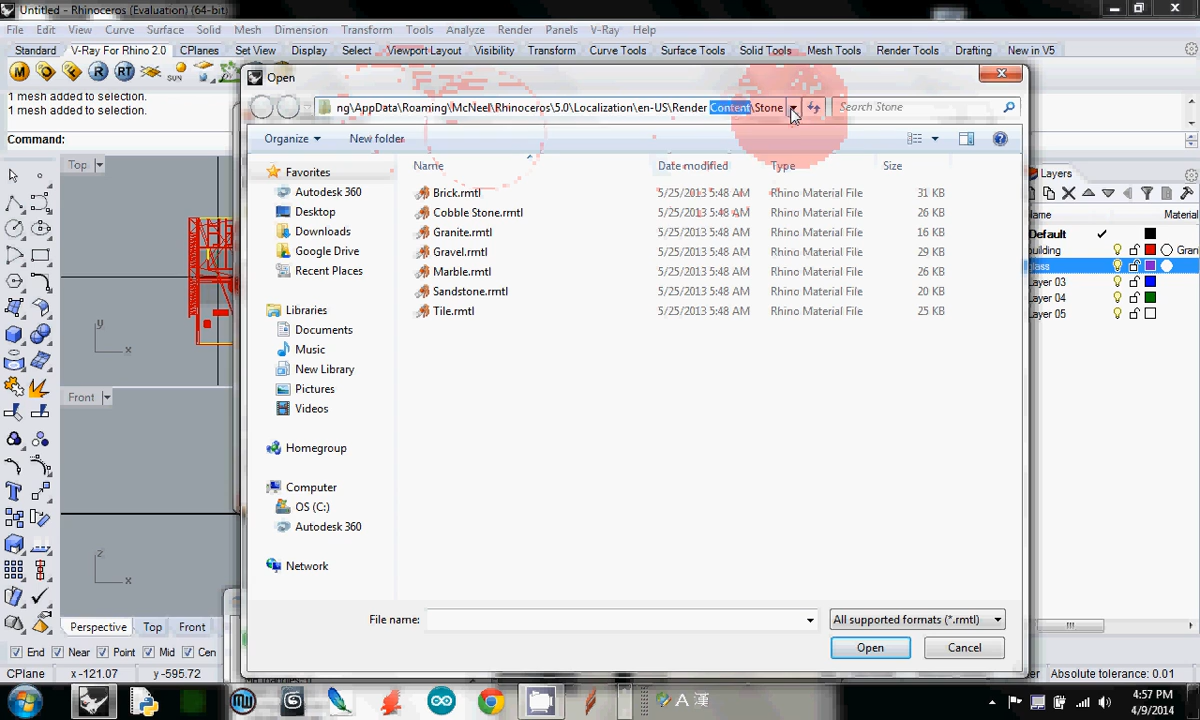 Untitled - Rhinoceros (Evaluation) (64-bit)
File Edit View Curve Surface Solid Mesh Dimension Transform Tools Analyze Render Panels V-Ray Help
Standard V-Ray For Rhino 2.0 CPlanes Set View Display Select Viewport Layout Visibility Transform Curve Tools Surface Tools Solid Tools Mesh Tools Render Tools Drafting New in V5
M R RT SUN
1 mesh added to selection.
1 mesh added to selection.
Command:
Open
ng\AppData\Roaming\McNeel\Rhinoceros\5.0\Localization\en-US\Render Content\Stone
Search Stone
Organize New folder
Name Date modified Type Size
Favorites
Autodesk 360
Desktop
Downloads
Google Drive
Recent Places
Libraries
Documents
Music
New Library
Pictures
Videos
Homegroup
Computer
OS (C:)
Autodesk 360
Network
Brick.rmtl 5/25/2013 5:48 AM Rhino Material File 31 KB
Cobble Stone.rmtl 5/25/2013 5:48 AM Rhino Material File 26 KB
Granite.rmtl 5/25/2013 5:48 AM Rhino Material File 16 KB
Gravel.rmtl 5/25/2013 5:48 AM Rhino Material File 29 KB
Marble.rmtl 5/25/2013 5:48 AM Rhino Material File 26 KB
Sandstone.rmtl 5/25/2013 5:48 AM Rhino Material File 20 KB
Tile.rmtl 5/25/2013 5:48 AM Rhino Material File 25 KB
File name:
All supported formats (*.rmtl)
Open Cancel
Top
y
x
Front
z
x
Layers
ame Material
Default
building Gran
glass
Layer 03
Layer 04
Layer 05
Perspective Top Front
End Near Point Mid Cen
CPlane x -121.07 y -595.72
Absolute tolerance: 0.01
A 漢
4:57 PM
4/9/2014